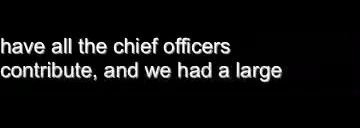 have all the chief officers
contribute, and we had a large